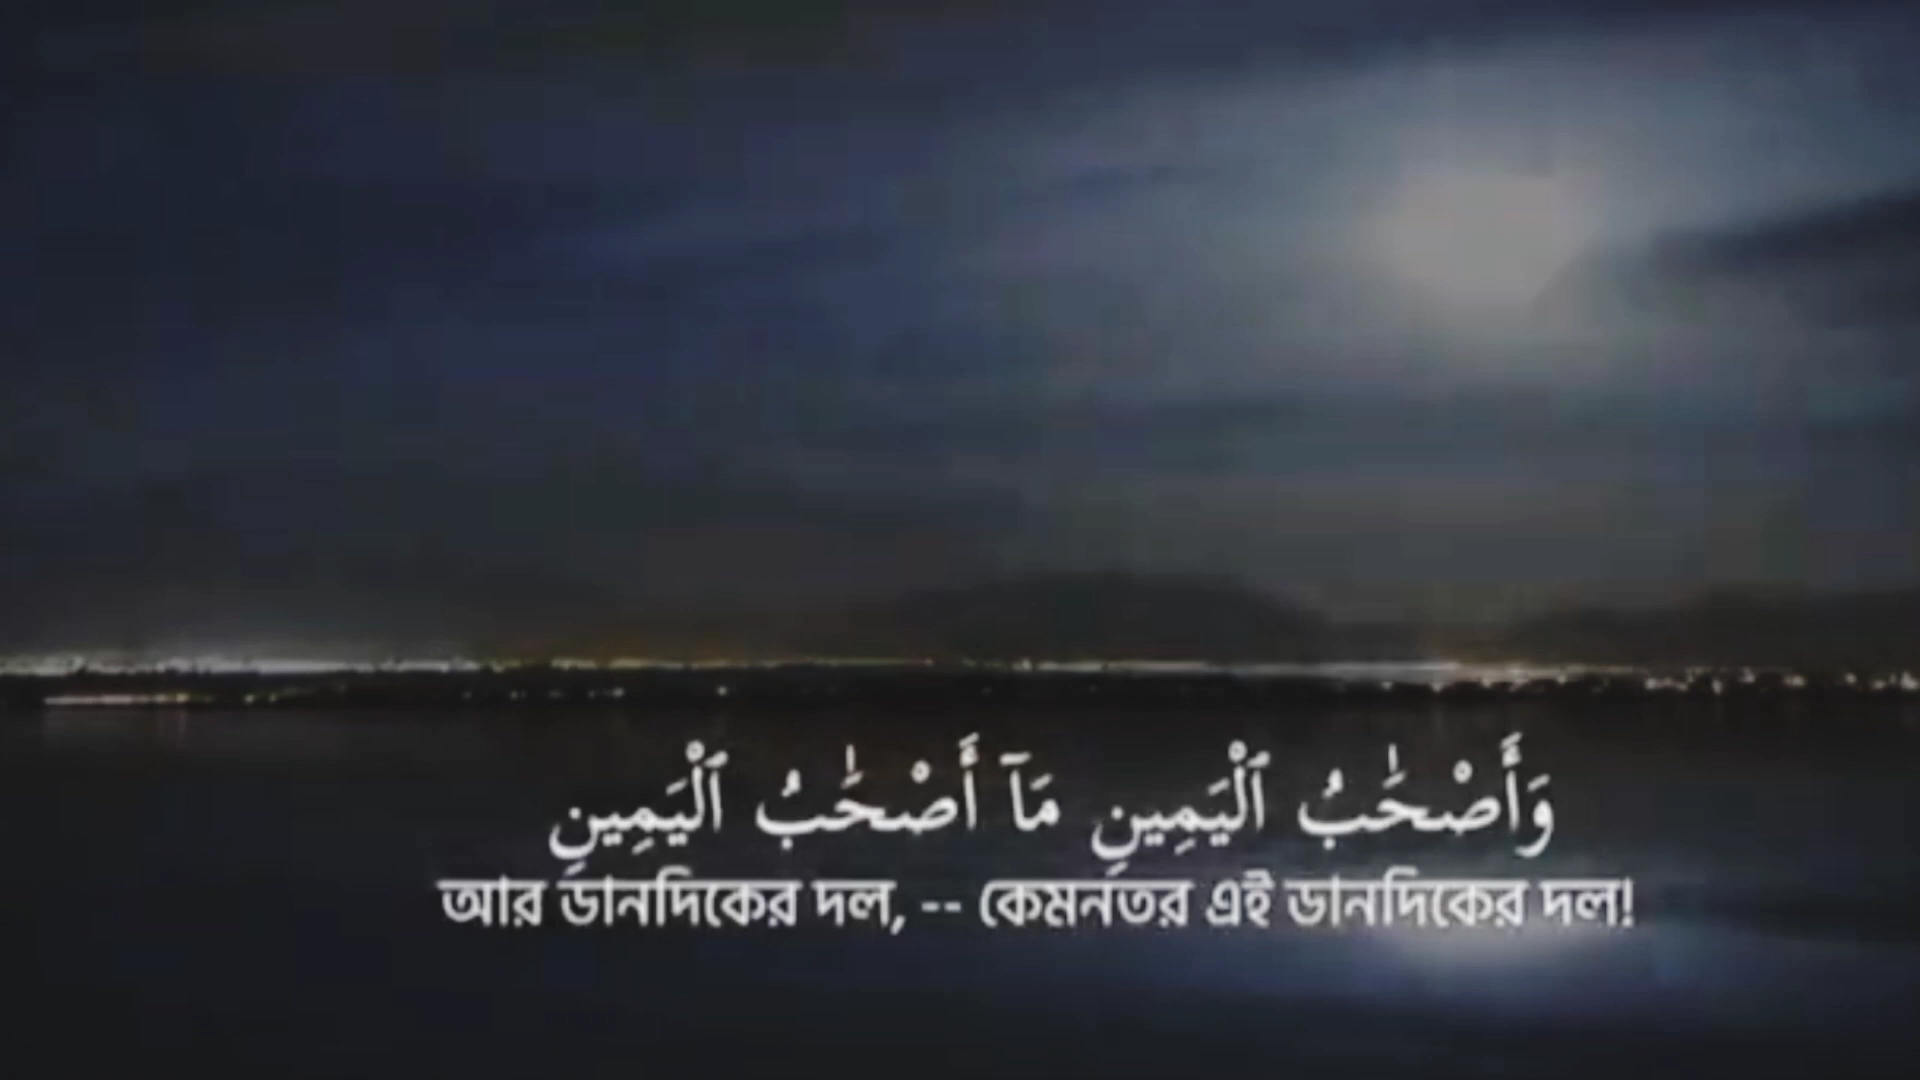 وَأَصْحَٰبُ ٱلْيَمِينِ مَآ أَصْحَٰبُ ٱلْيَمِينِ
আর ডানদিকের দল, -- কেমনতর এই ডানদিকের দল!